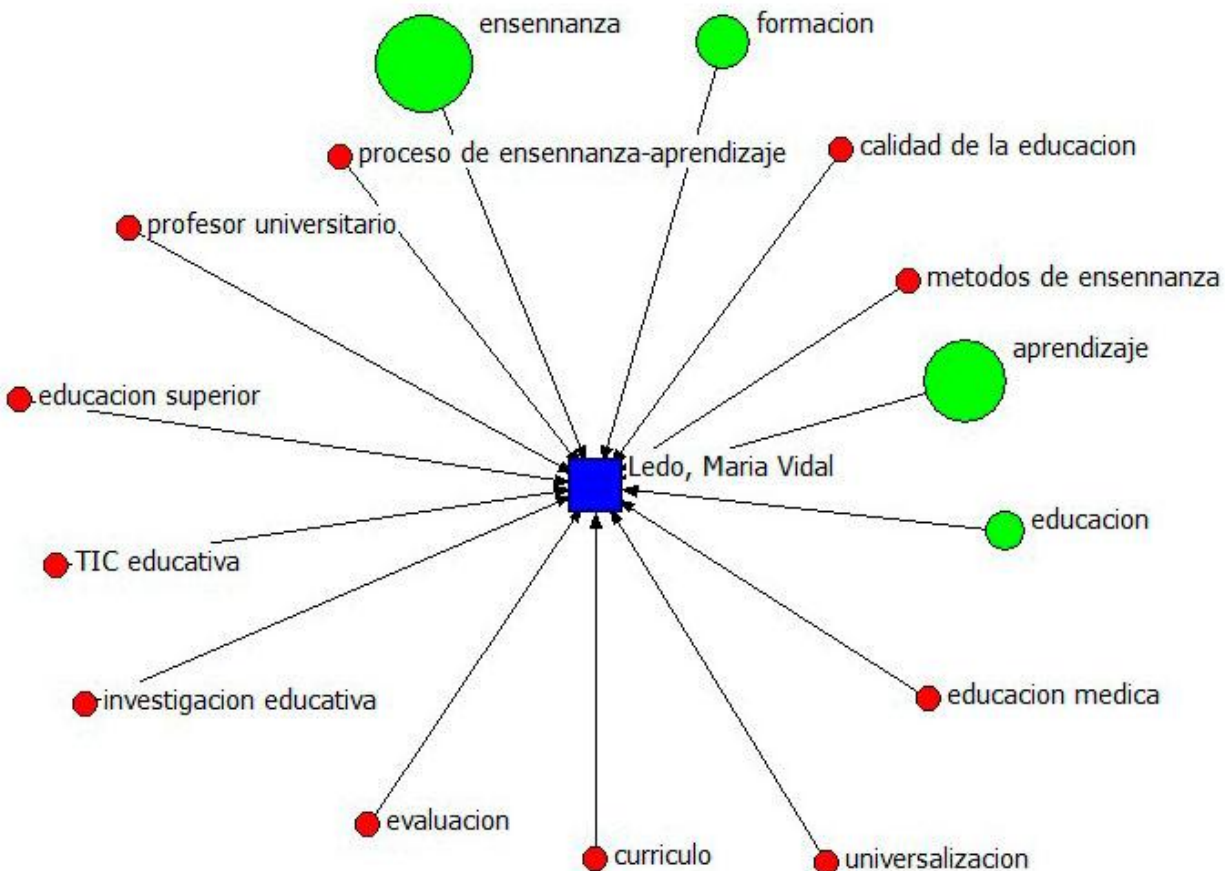 ensennanza
formacion
proceso de ensennanza-aprendizaje
calidad de la educacion
profesor universitario
metodos de ensennanza
aprendizaje
educacion superior
Ledo, Maria Vidal
educacion
TIC educativa
investigacion educativa
educacion medica
evaluacion
curriculo
universalizacion